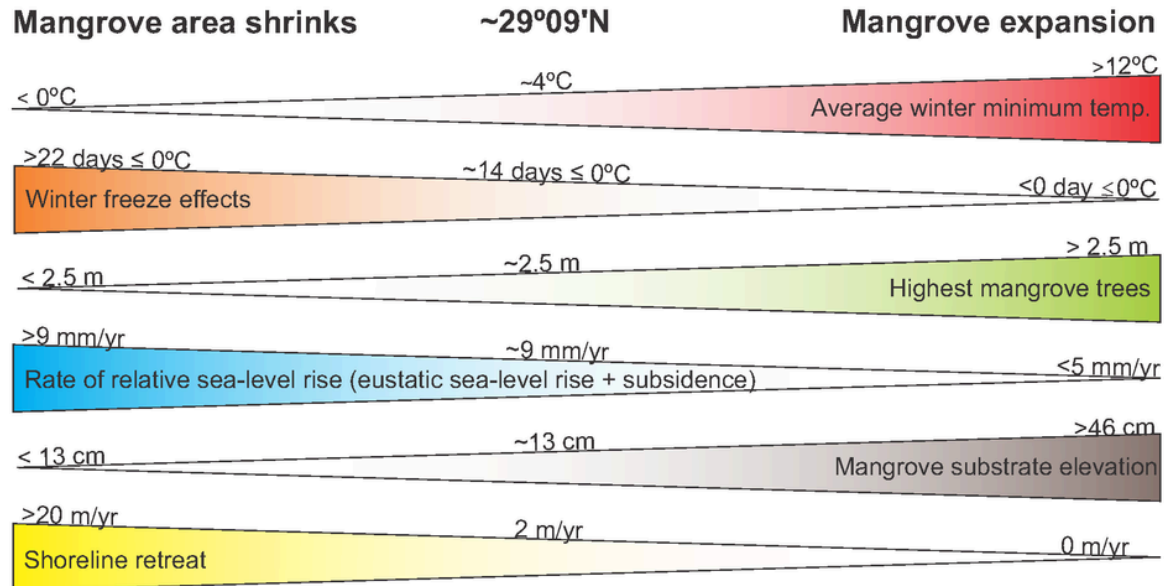 Mangrove area shrinks ~29º09'N Mangrove expansion
< 0ºC ~4ºC >12ºC
Average winter minimum temp.
>22 days ≤ 0ºC ~14 days ≤ 0ºC <0 day ≤0ºC
Winter freeze effects
< 2.5 m ~2.5 m > 2.5 m
Highest mangrove trees
>9 mm/yr ~9 mm/yr <5 mm/yr
Rate of relative sea-level rise (eustatic sea-level rise + subsidence)
< 13 cm ~13 cm >46 cm
Mangrove substrate elevation
>20 m/yr 2 m/yr 0 m/yr
Shoreline retreat